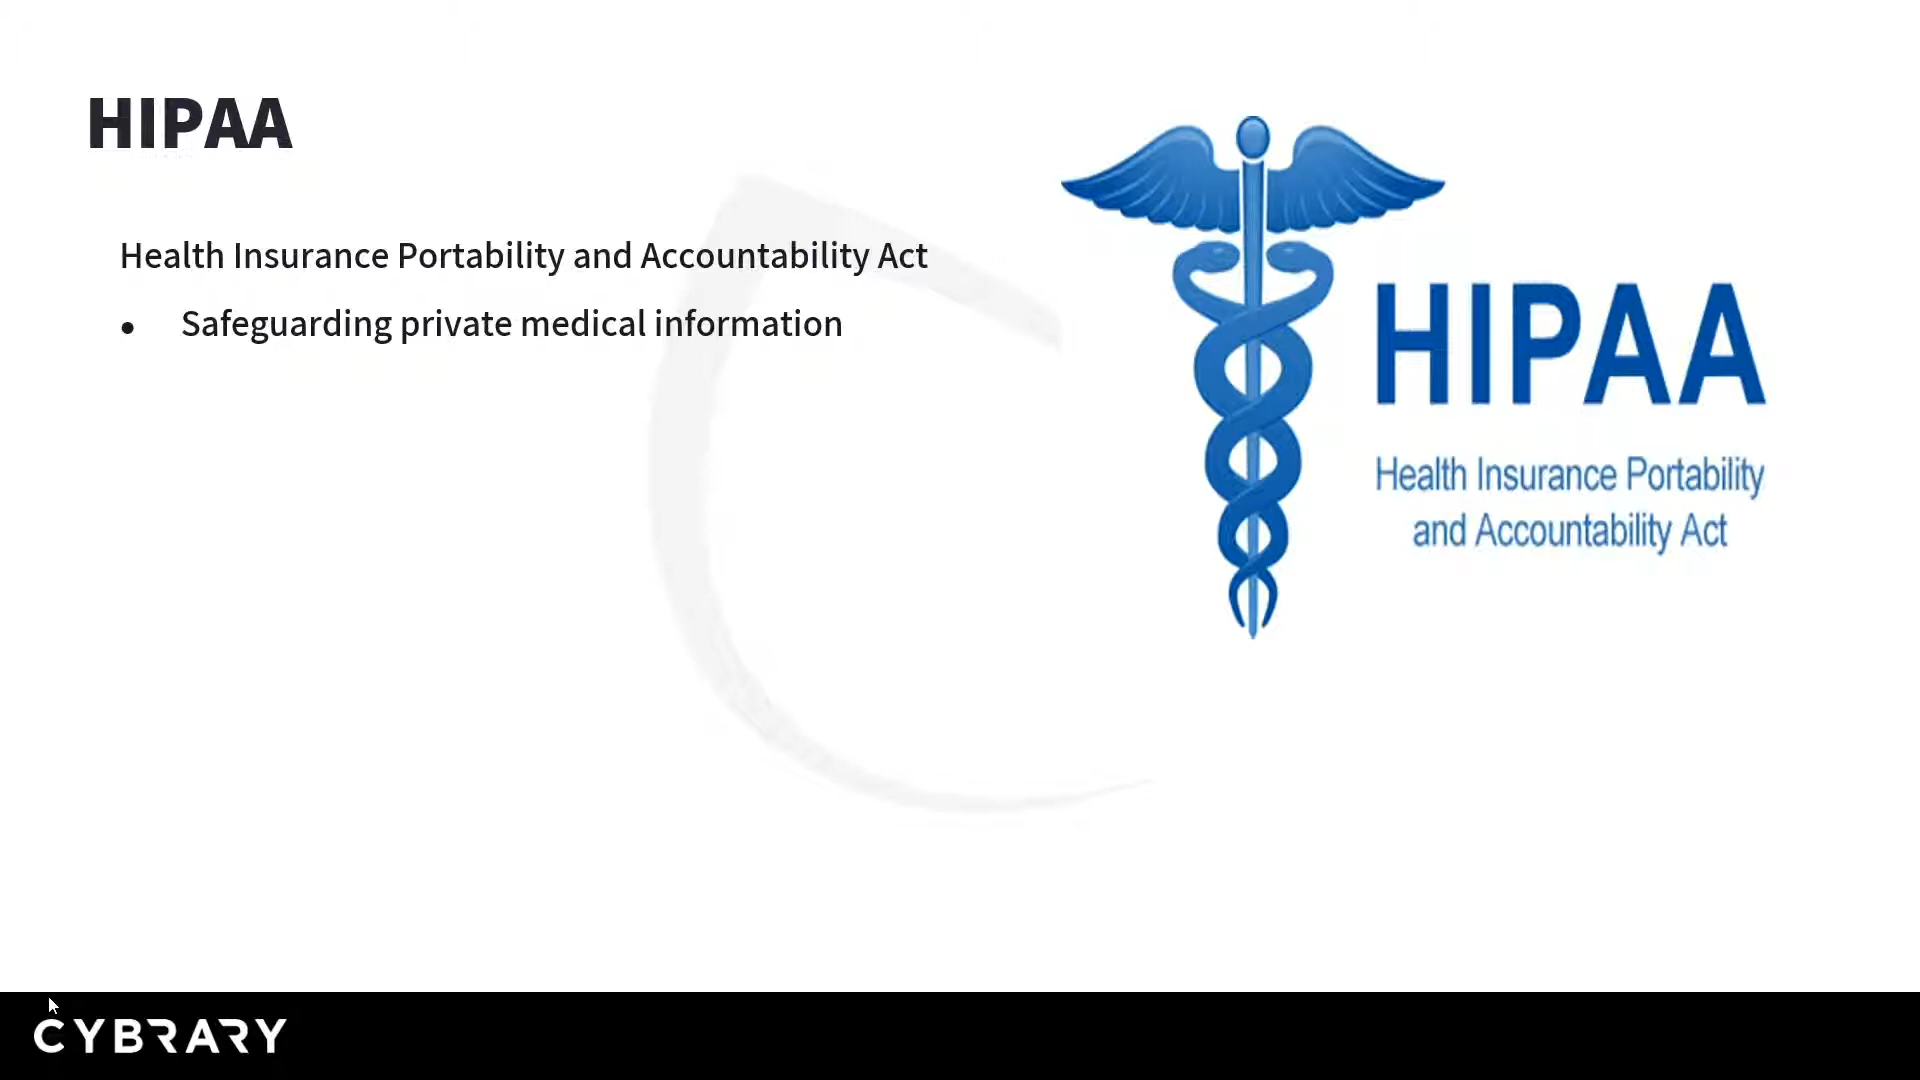 HIPAA
Health Insurance Portability and Accountability Act
• Safeguarding private medical information
HIPAA
Health Insurance Portability
and Accountability Act
CYBRARY